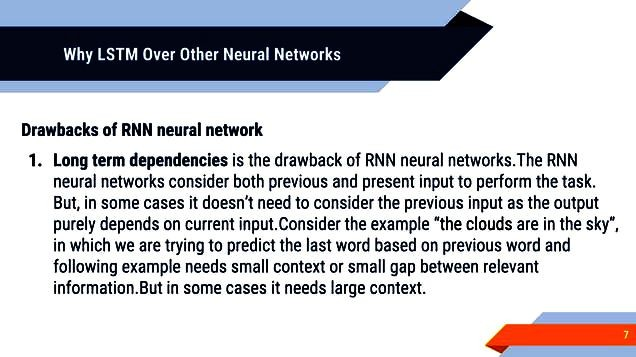 Why LSTM Over Other Neural Networks
Drawbacks of RNN neural network
1. Long term dependencies is the drawback of RNN neural networks.The RNN
neural networks consider both previous and present input to perform the task.
But, in some cases it doesn’t need to consider the previous input as the output
purely depends on current input.Consider the example “the clouds are in the sky”,
in which we are trying to predict the last word based on previous word and
following example needs small context or small gap between relevant
information.But in some cases it needs large context.
7